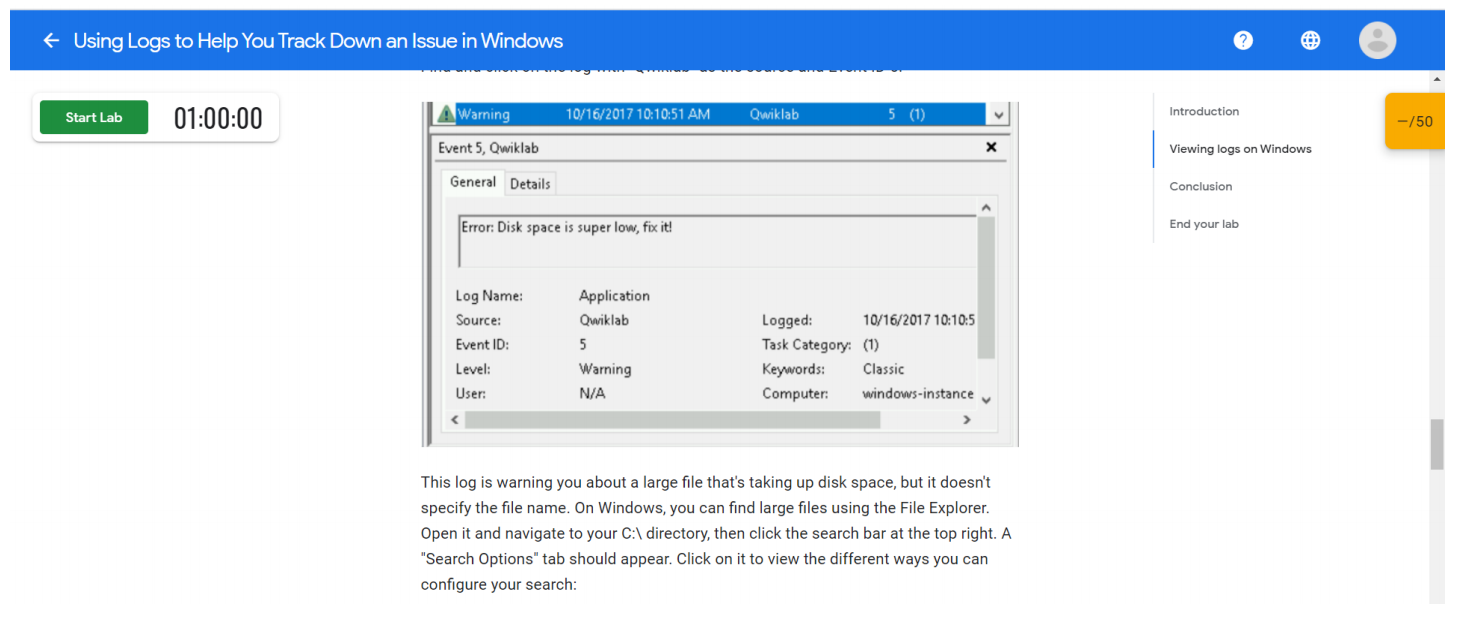 Using Logs to Help You Track Down an Issue in Windows
Start Lab 01:00:00
Warning 10/16/2017 10:10:51 AM Qwiklab 5 (1)
Event 5, Qwiklab
General Details
Error: Disk space is super low, fix it!
Log Name: Application
Source: Qwiklab Logged: 10/16/2017 10:10:5
Event ID: 5 Task Category: (1)
Level: Warning Keywords: Classic
User: N/A Computer: windows-instance
This log is warning you about a large file that's taking up disk space, but it doesn't
specify the file name. On Windows, you can find large files using the File Explorer.
Open it and navigate to your C:\ directory, then click the search bar at the top right. A
"Search Options" tab should appear. Click on it to view the different ways you can
configure your search:
Introduction
Viewing logs on Windows
Conclusion
End your lab
—/50